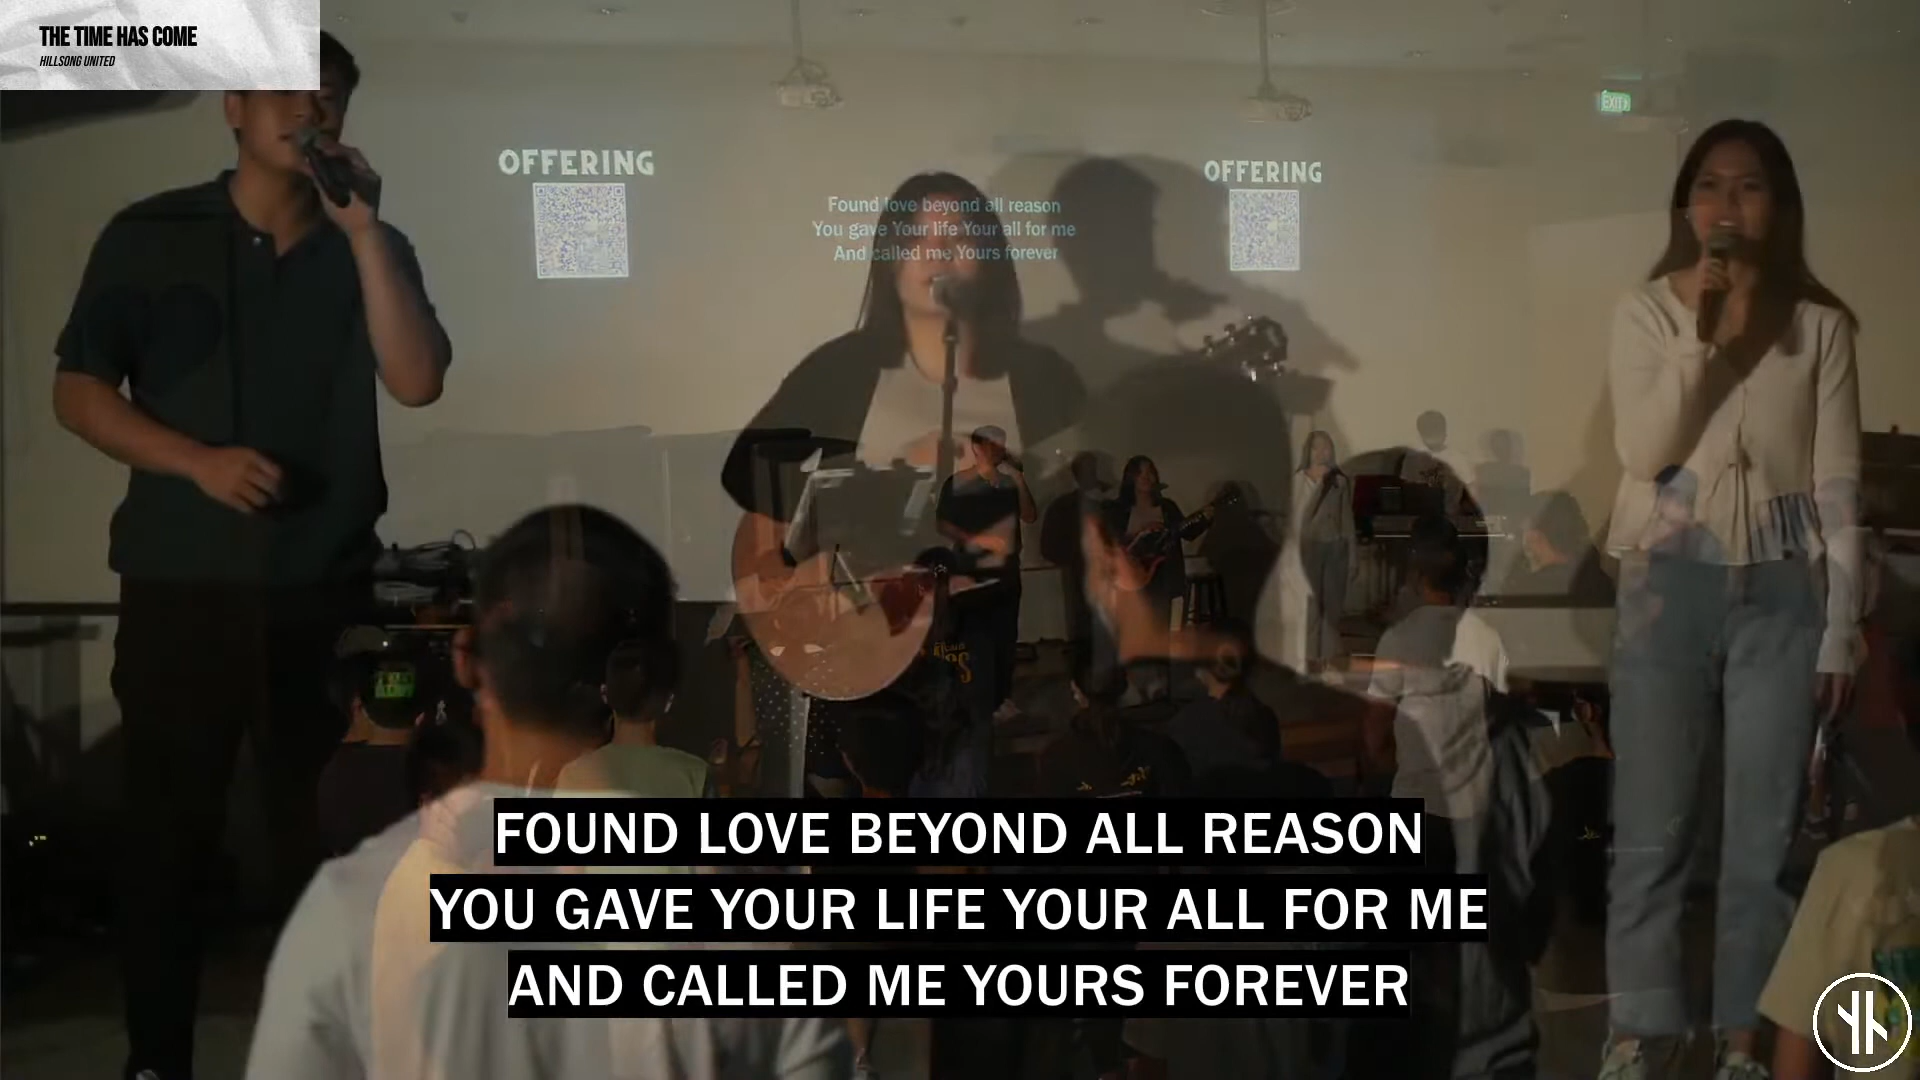 THE TIME HAS COME
HILLSONG UNITED
EXIT
OFFERING
OFFERING
Found love beyond all reason
You gave Your life Your all for me
And called me Yours forever
FOUND LOVE BEYOND ALL REASON
YOU GAVE YOUR LIFE YOUR ALL FOR ME
AND CALLED ME YOURS FOREVER